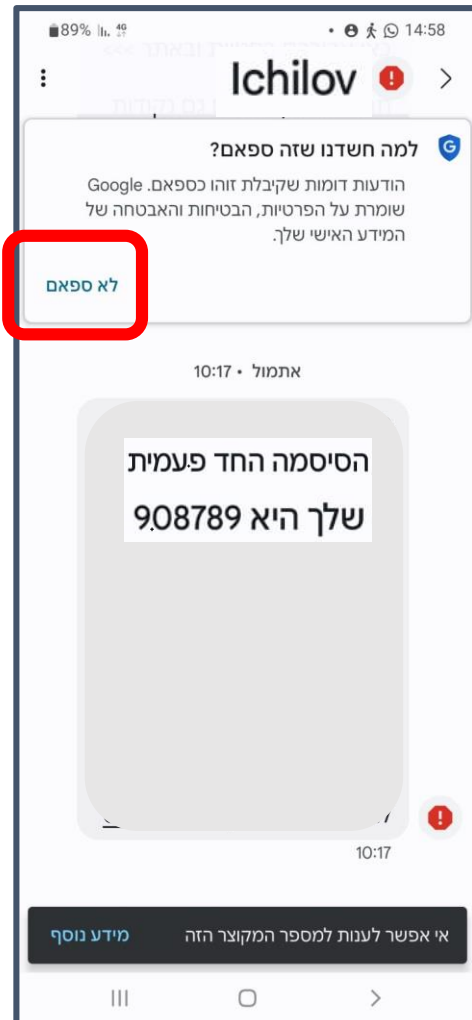 89% 4G 14:58
Ichilov
למה חשדנו שזה ספאם?
הודעות דומות שקיבלת זוהו כספאם. Google
שומרת על הפרטיות, הבטיחות והאבטחה של
המידע האישי שלך.
לא ספאם
אתמול • 10:17
הסיסמה החד פעמית
שלך היא 908789
10:17
אי אפשר לענות למספר המקוצר הזה
מידע נוסף